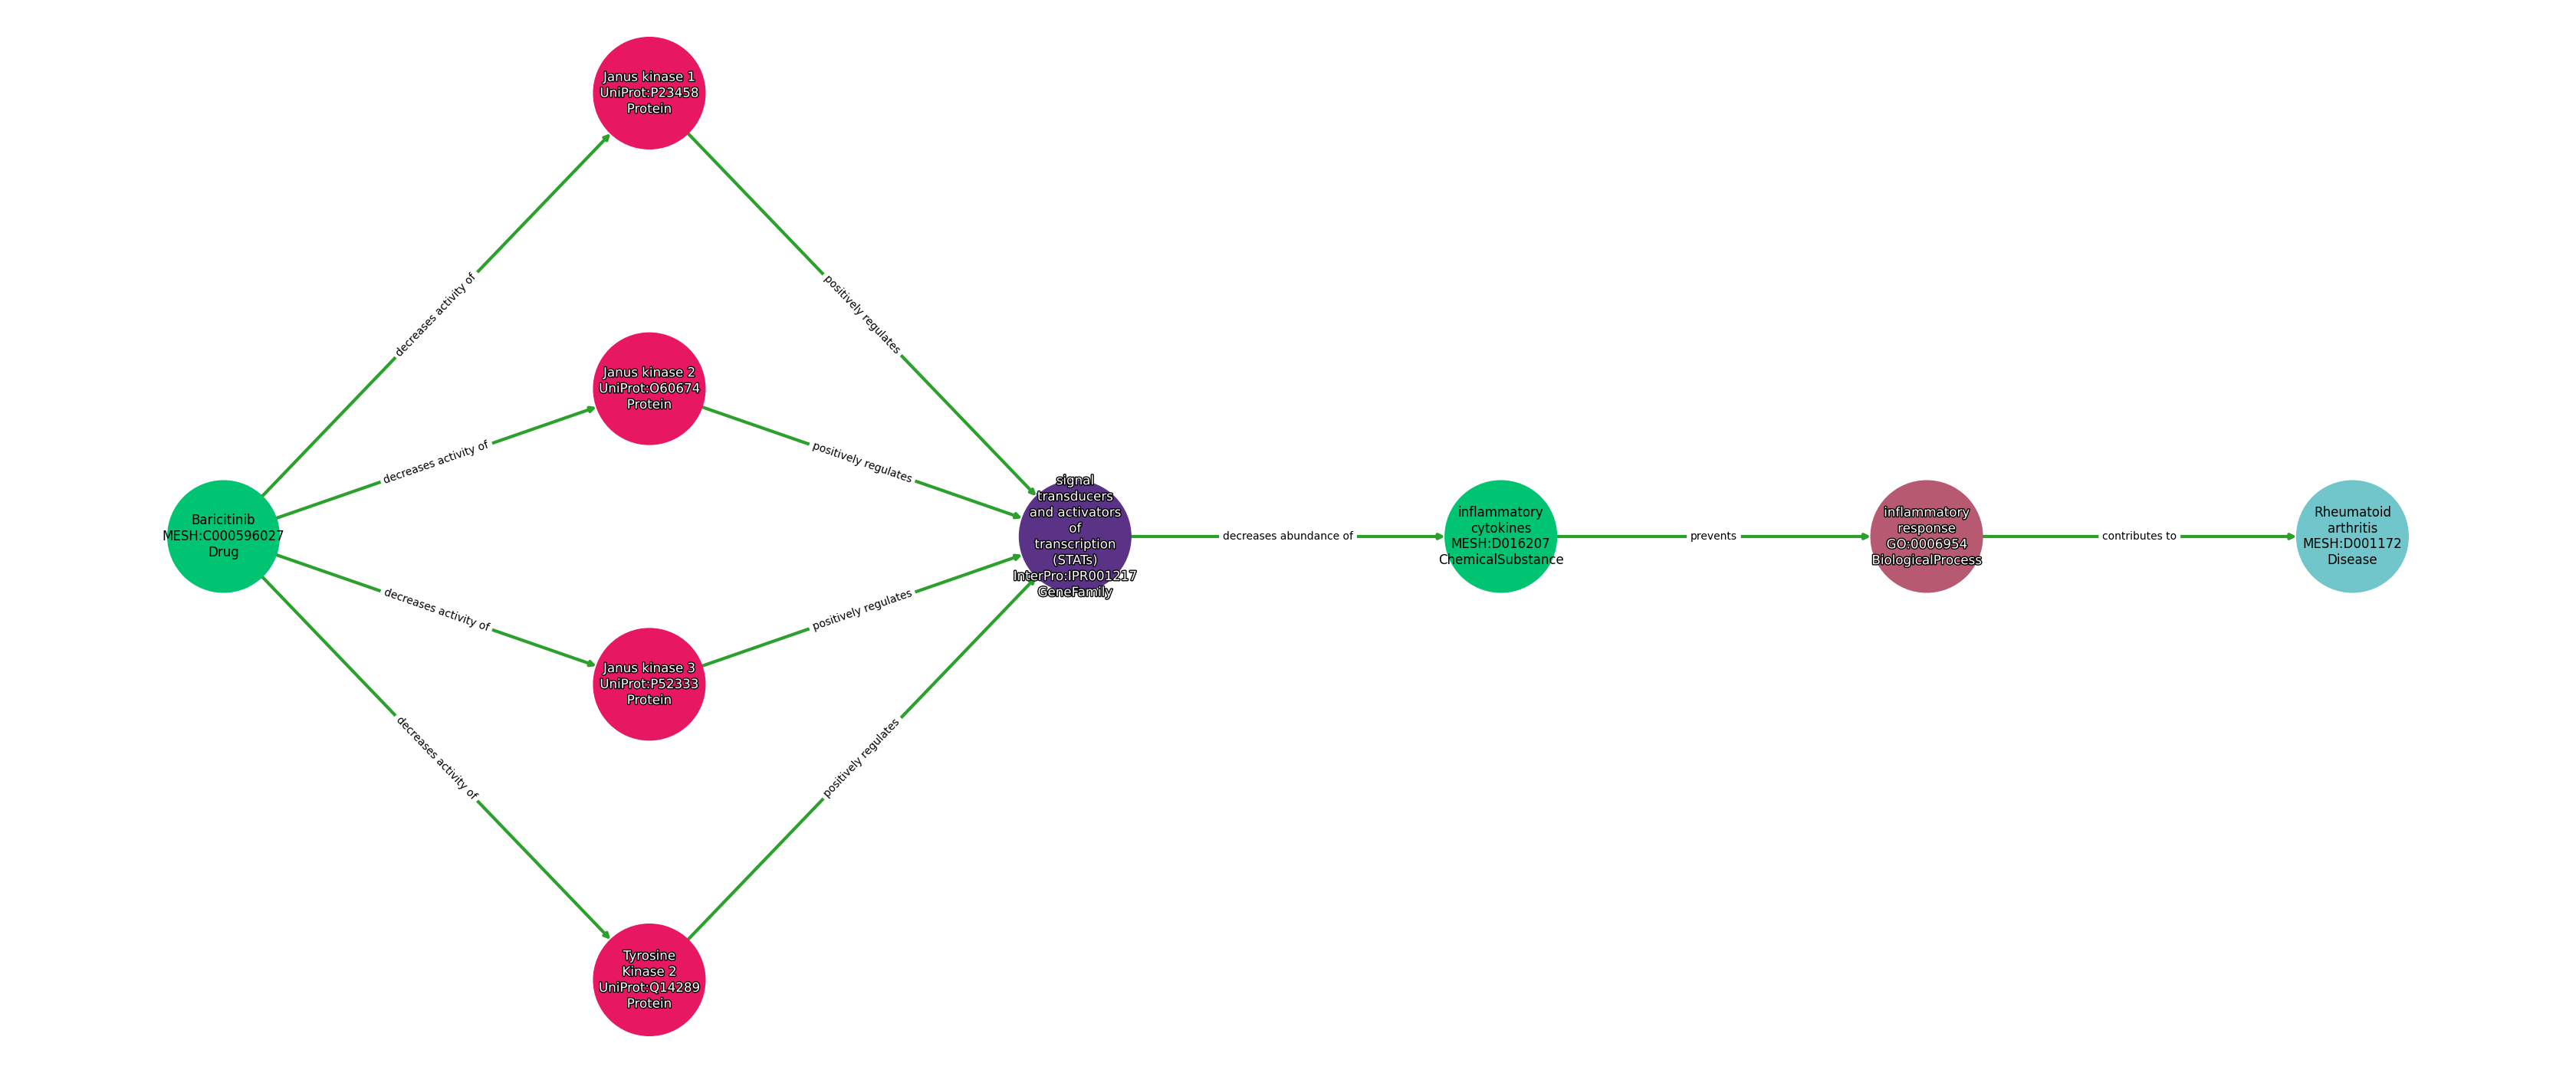 Janus kinase 1
UniProt:P23458
Protein
decreases activity of
positively regulates
Janus kinase 2
UniProt:O60674
Protein
decreases activity of
positively regulates
Baricitinib
MESH:C000596027
Drug
signal
transducers
and activators
of
transcription
(STATs)
InterPro:IPR001217
GeneFamily
decreases abundance of
inflammatory
cytokines
MESH:D016207
ChemicalSubstance
prevents
inflammatory
response
GO:0006954
BiologicalProcess
contributes to
Rheumatoid
arthritis
MESH:D001172
Disease
decreases activity of
positively regulates
Janus kinase 3
UniProt:P52333
Protein
decreases activity of
positively regulates
Tyrosine
Kinase 2
UniProt:Q14289
Protein